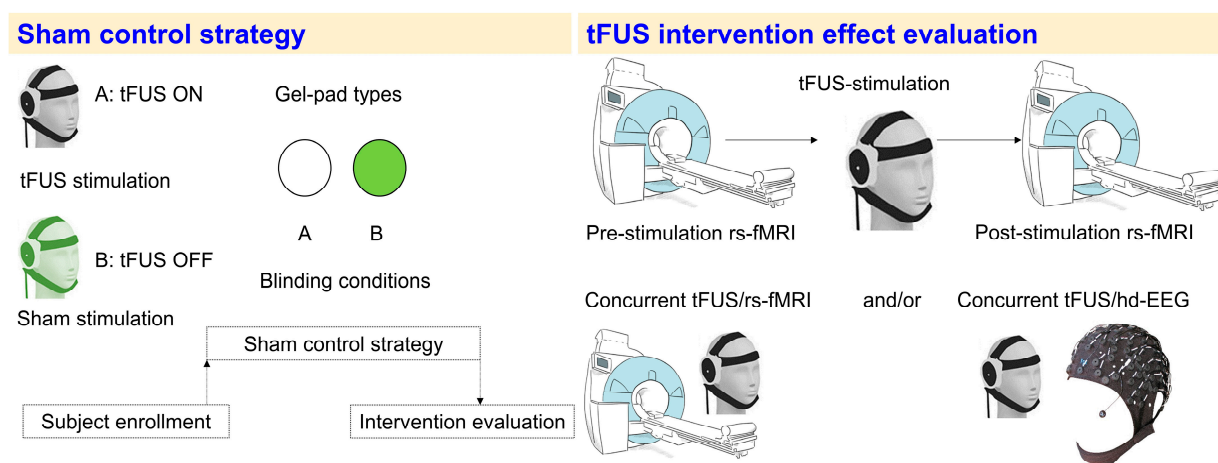 Sham control strategy
A: tFUS ON
Gel-pad types
tFUS stimulation
A
B
B: tFUS OFF
Blinding conditions
Sham stimulation
Sham control strategy
Subject enrollment
Intervention evaluation
tFUS intervention effect evaluation
tFUS-stimulation
Pre-stimulation rs-fMRI
Post-stimulation rs-fMRI
Concurrent tFUS/rs-fMRI
and/or
Concurrent tFUS/hd-EEG